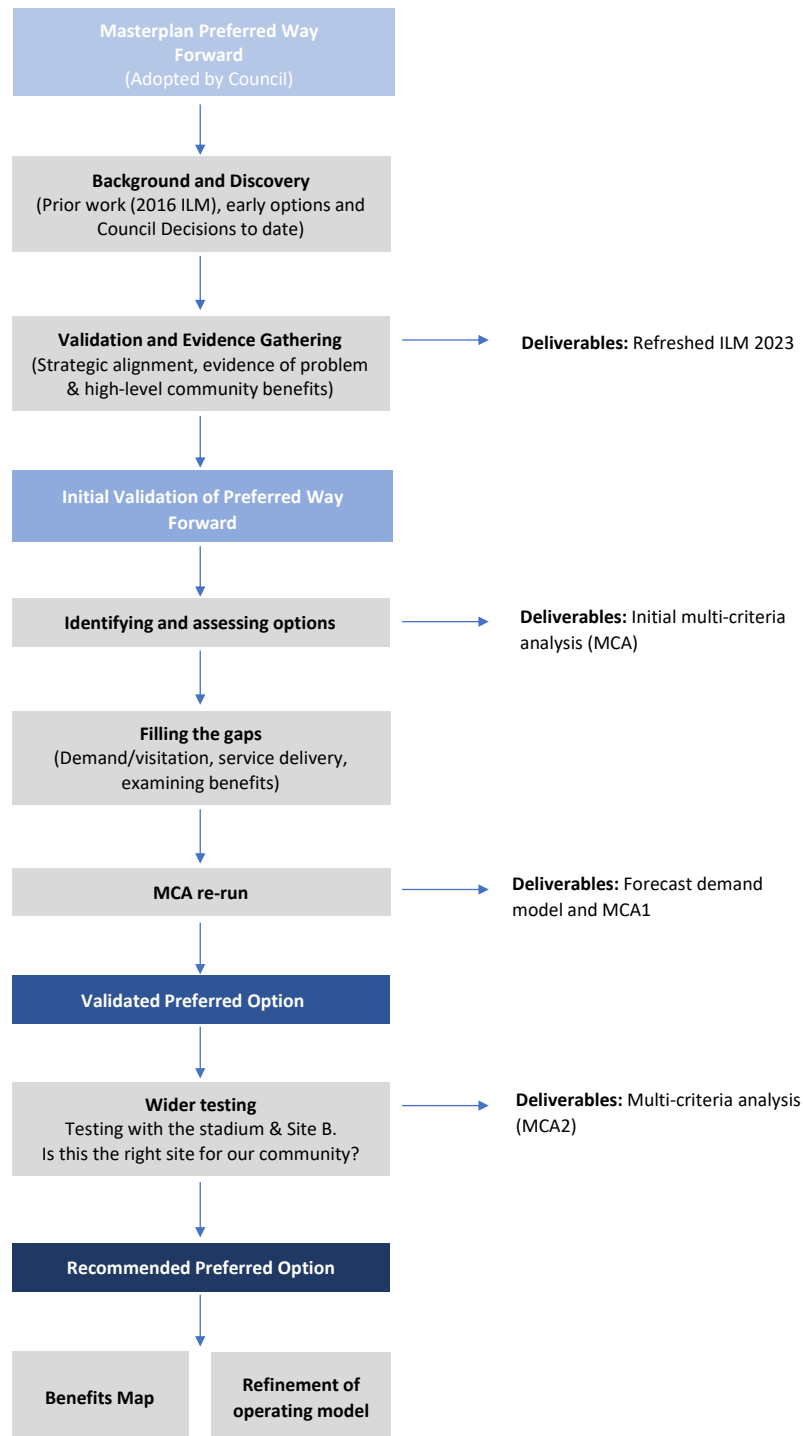 Masterplan Preferred Way
Forward
(Adopted by Council)
Background and Discovery
(Prior work (2016 ILM), early options and
Council Decisions to date)
Validation and Evidence Gathering
(Strategic alignment, evidence of problem
& high-level community benefits)
Deliverables: Refreshed ILM 2023
Initial Validation of Preferred Way
Forward
Identifying and assessing options
Deliverables: Initial multi-criteria
analysis (MCA)
Filling the gaps
(Demand/visitation, service delivery,
examining benefits)
MCA re-run
Deliverables: Forecast demand
model and MCA1
Validated Preferred Option
Wider testing
Testing with the stadium & Site B.
Is this the right site for our community?
Deliverables: Multi-criteria analysis
(MCA2)
Recommended Preferred Option
Benefits Map
Refinement of
operating model